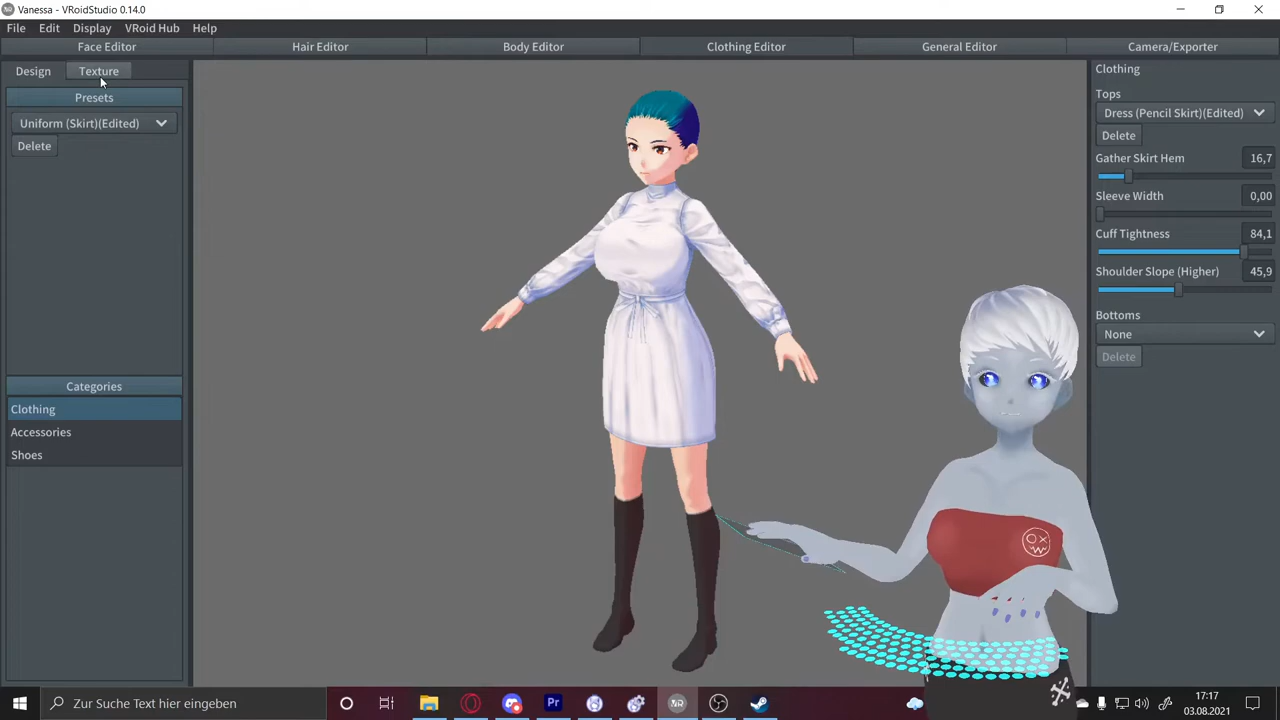 Vanessa - VRoidStudio 0.14.0
File Edit Display VRoid Hub Help
Face Editor Hair Editor Body Editor Clothing Editor General Editor Camera/Exporter
Design Texture
Presets
Uniform (Skirt)(Edited)
Delete
Categories
Clothing
Accessories
Shoes
Clothing
Tops
Dress (Pencil Skirt)(Edited)
Delete
Gather Skirt Hem 16,7
Sleeve Width 0,00
Cuff Tightness 84,1
Shoulder Slope (Higher) 45,9
Bottoms
None
Delete
Zur Suche Text hier eingeben
Pr
17:17
03.08.2021